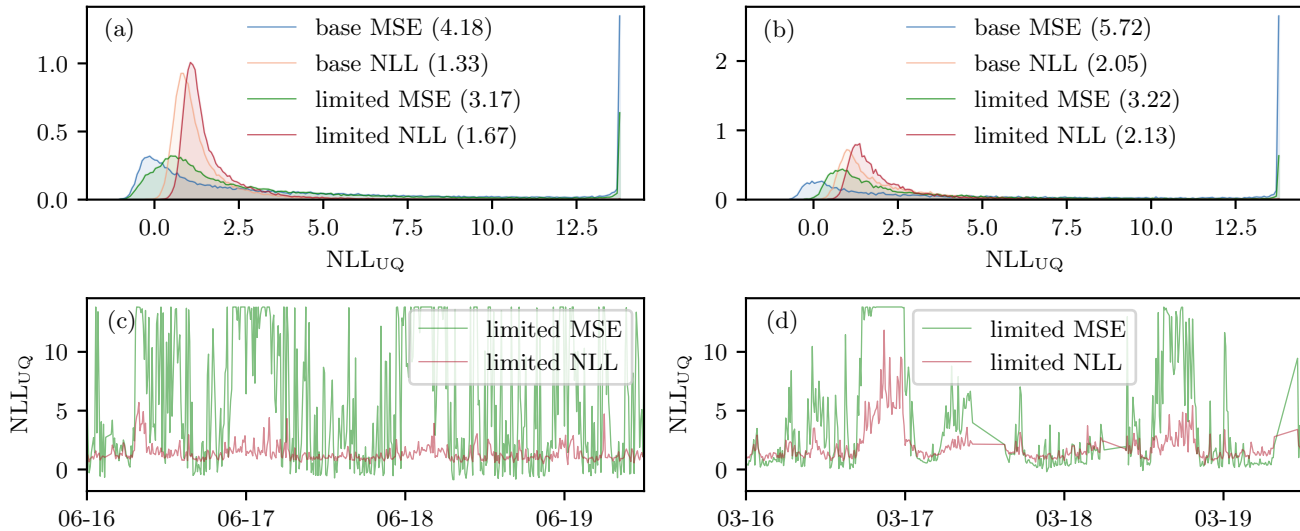 (a)
base MSE (4.18)
base NLL (1.33)
limited MSE (3.17)
limited NLL (1.67)
1.0
0.5
0.0
0.0 2.5 5.0 7.5 10.0 12.5
NLL_UQ
(b)
base MSE (5.72)
base NLL (2.05)
limited MSE (3.22)
limited NLL (2.13)
2
1
0
0.0 2.5 5.0 7.5 10.0 12.5
NLL_UQ
(c)
limited MSE
limited NLL
NLL_UQ
10
5
0
06-16 06-17 06-18 06-19
(d)
limited MSE
limited NLL
NLL_UQ
10
5
0
03-16 03-17 03-18 03-19